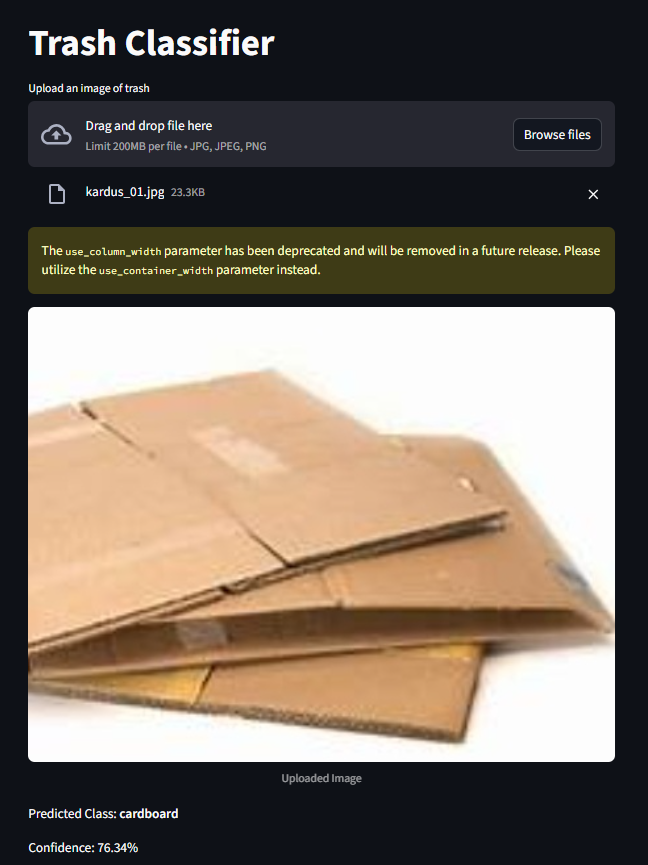 Trash Classifier
Upload an image of trash
Drag and drop file here
Limit 200MB per file • JPG, JPEG, PNG
Browse files
kardus_01.jpg 23.3KB
The use_column_width parameter has been deprecated and will be removed in a future release. Please
utilize the use_container_width parameter instead.
Uploaded Image
Predicted Class: cardboard
Confidence: 76.34%